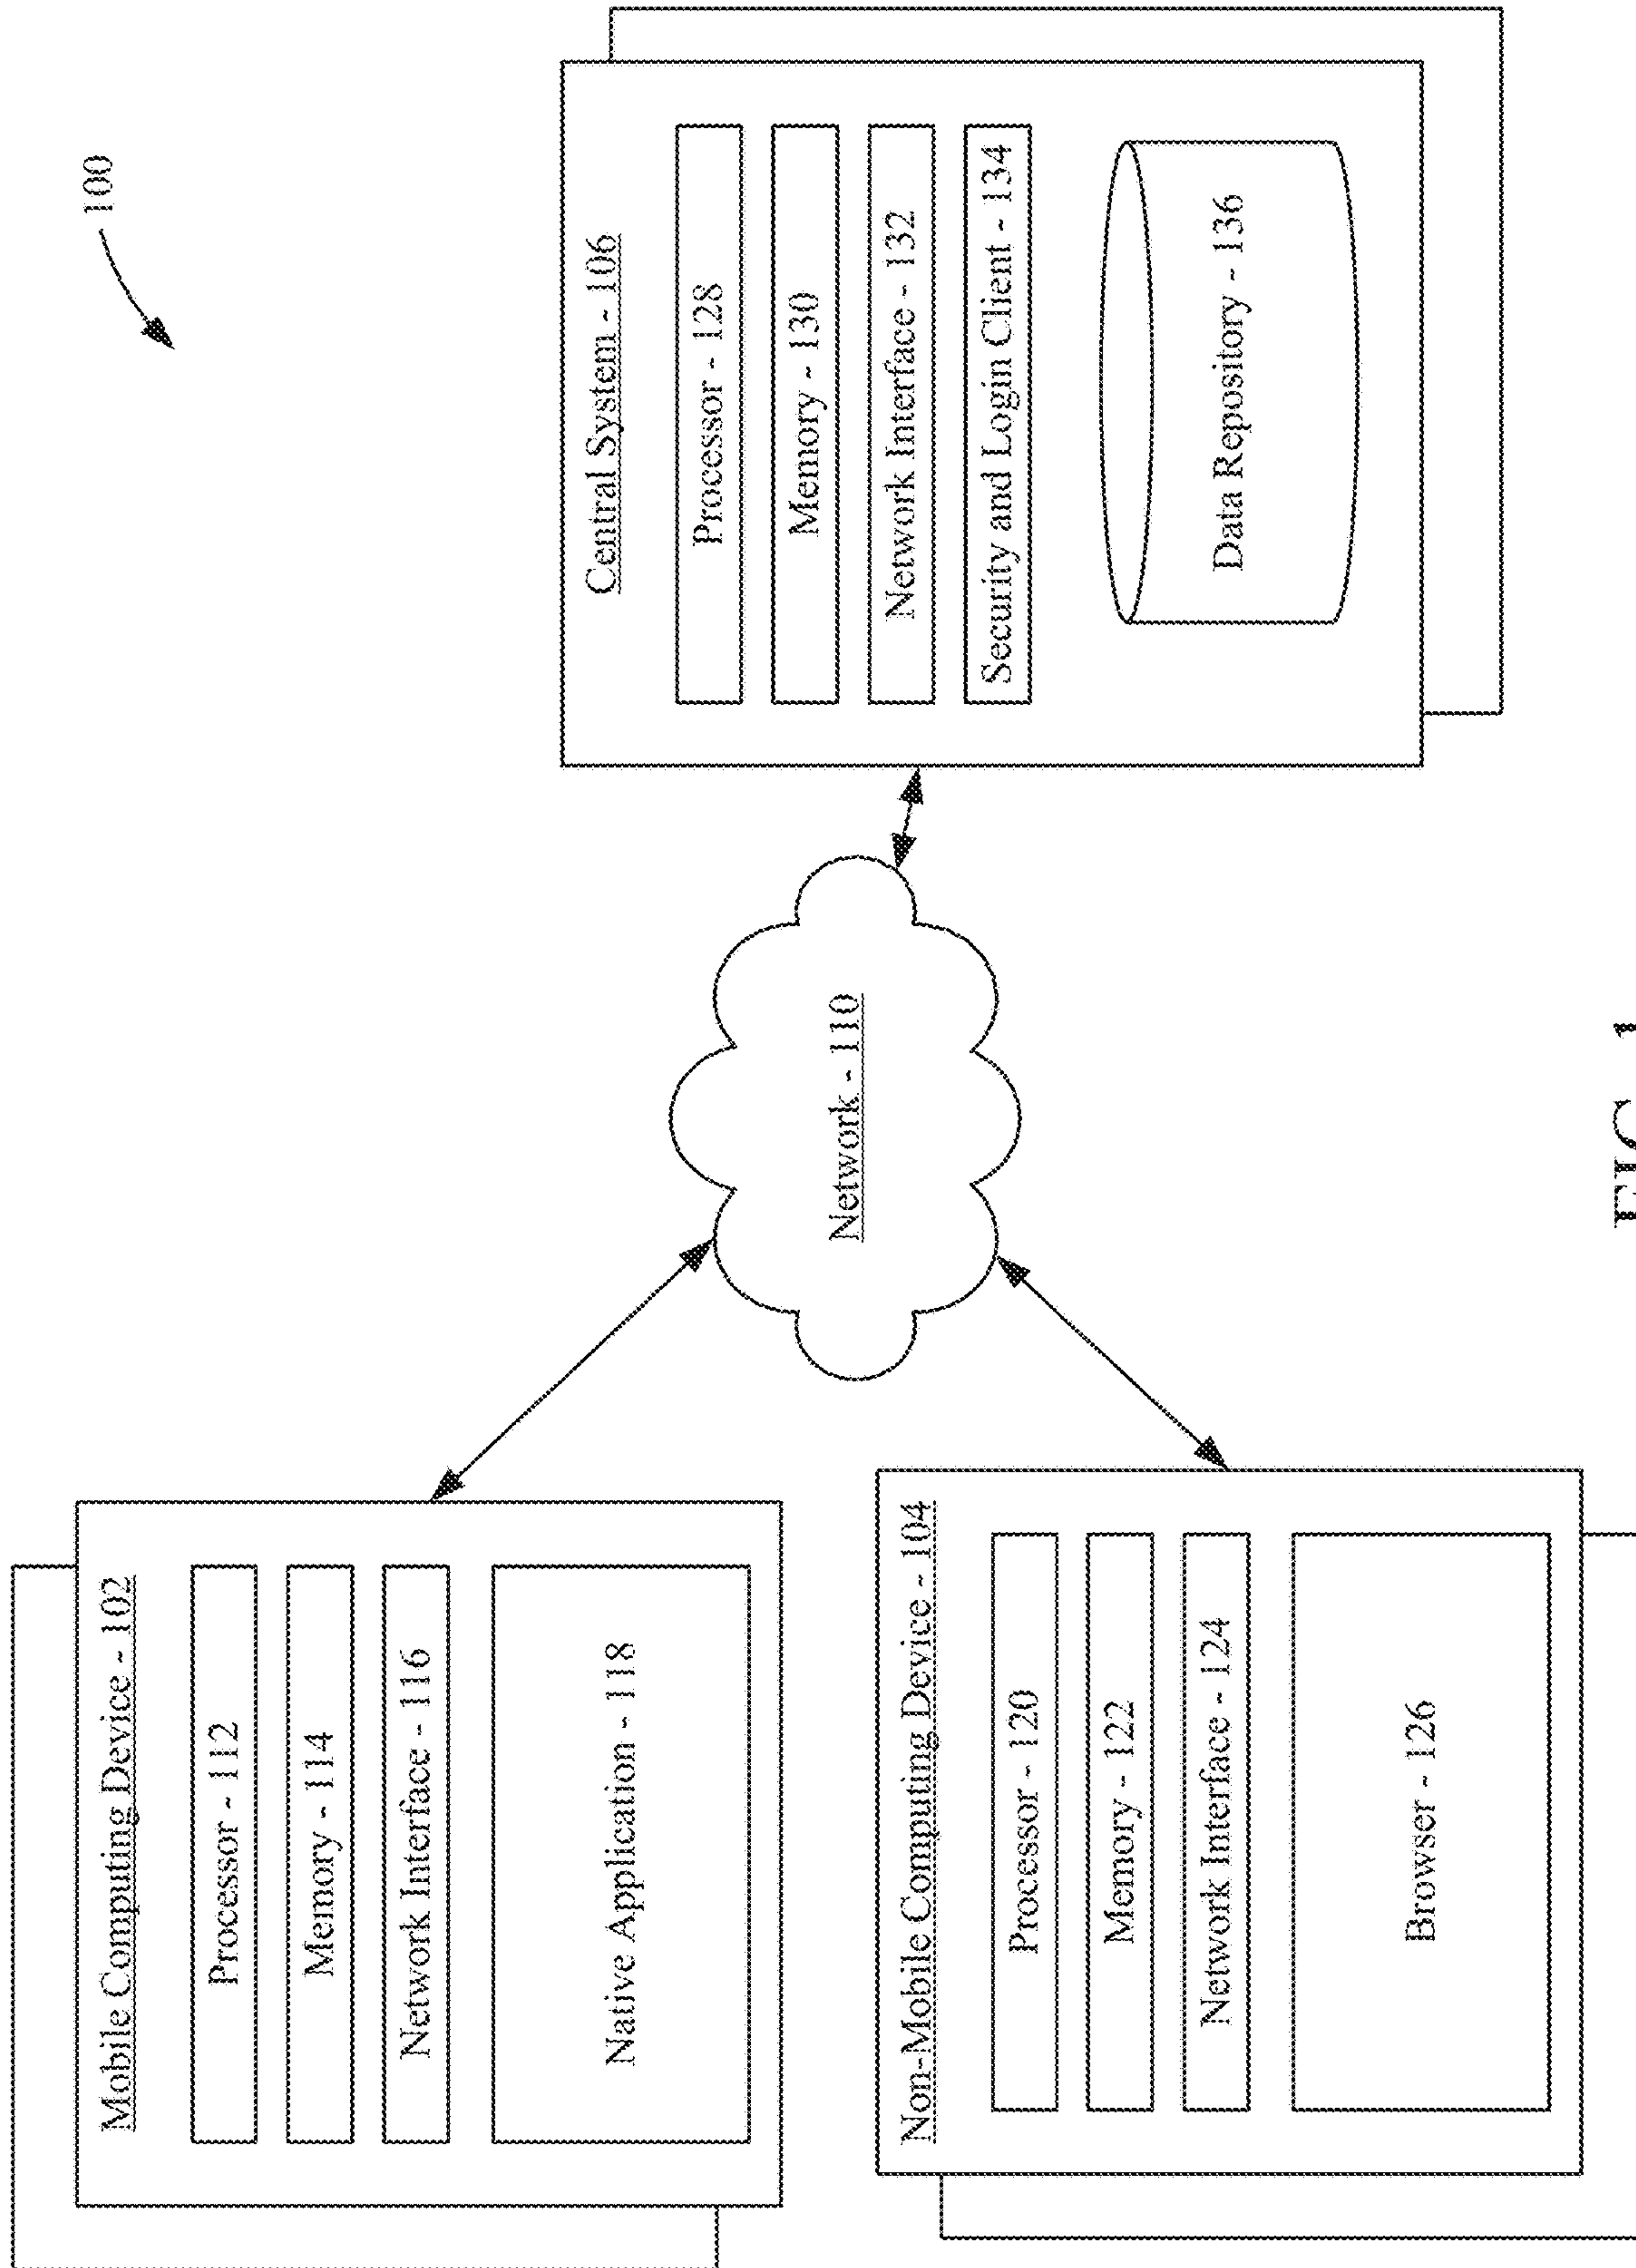 100
Mobile Computing Device - 102
Processor - 112
Memory - 114
Network Interface - 116
Native Application - 118
Non-Mobile Computing Device - 104
Processor - 120
Memory - 122
Network Interface - 124
Browser - 126
Network - 110
Central System - 106
Processor - 128
Memory - 130
Network Interface - 132
Security and Login Client - 134
Data Repository - 136
FIG. 1